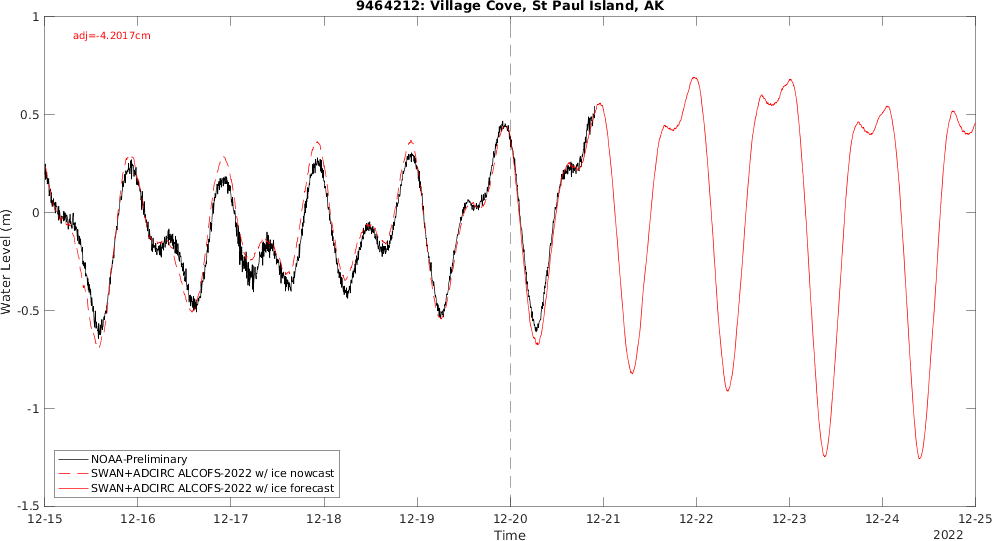 9464212: Village Cove, St Paul Island, AK
adj=-4.2017cm
Water Level (m)
1
0.5
0
-0.5
-1
-1.5
NOAA-Preliminary
SWAN+ADCIRC ALCOFS-2022 w/ ice nowcast
SWAN+ADCIRC ALCOFS-2022 w/ ice forecast
12-15 12-16 12-17 12-18 12-19 12-20 12-21 12-22 12-23 12-24 12-25
Time
2022